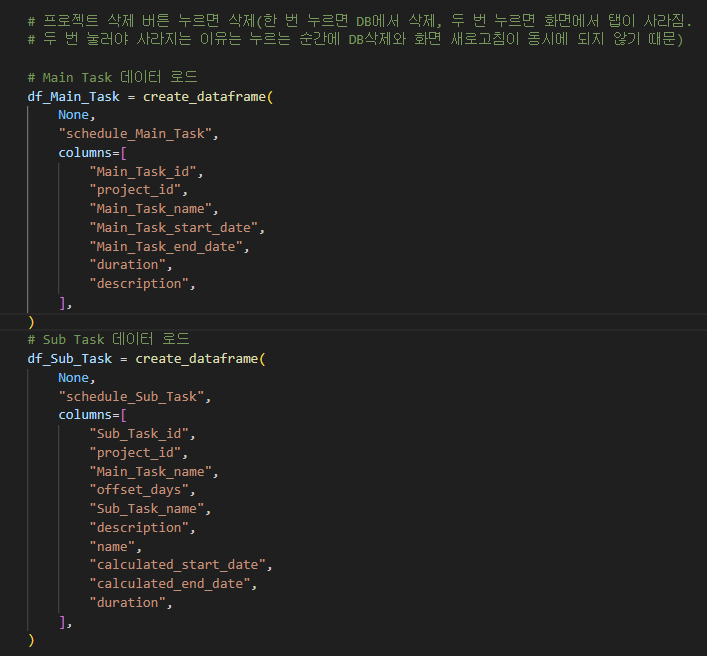 # 프로젝트 삭제 버튼 누르면 삭제(한 번 누르면 DB에서 삭제, 두 번 누르면 화면에서 탭이 사라짐.
# 두 번 눌러야 사라지는 이유는 누르는 순간에 DB삭제와 화면 새로고침이 동시에 되지 않기 때문)
# Main Task 데이터 로드
df_Main_Task = create_dataframe(
    None,
    "schedule_Main_Task",
    columns=[
        "Main_Task_id",
        "project_id",
        "Main_Task_name",
        "Main_Task_start_date",
        "Main_Task_end_date",
        "duration",
        "description",
    ],
)
# Sub Task 데이터 로드
df_Sub_Task = create_dataframe(
    None,
    "schedule_Sub_Task",
    columns=[
        "Sub_Task_id",
        "project_id",
        "Main_Task_name",
        "offset_days",
        "Sub_Task_name",
        "description",
        "name",
        "calculated_start_date",
        "calculated_end_date",
        "duration",
    ],
)